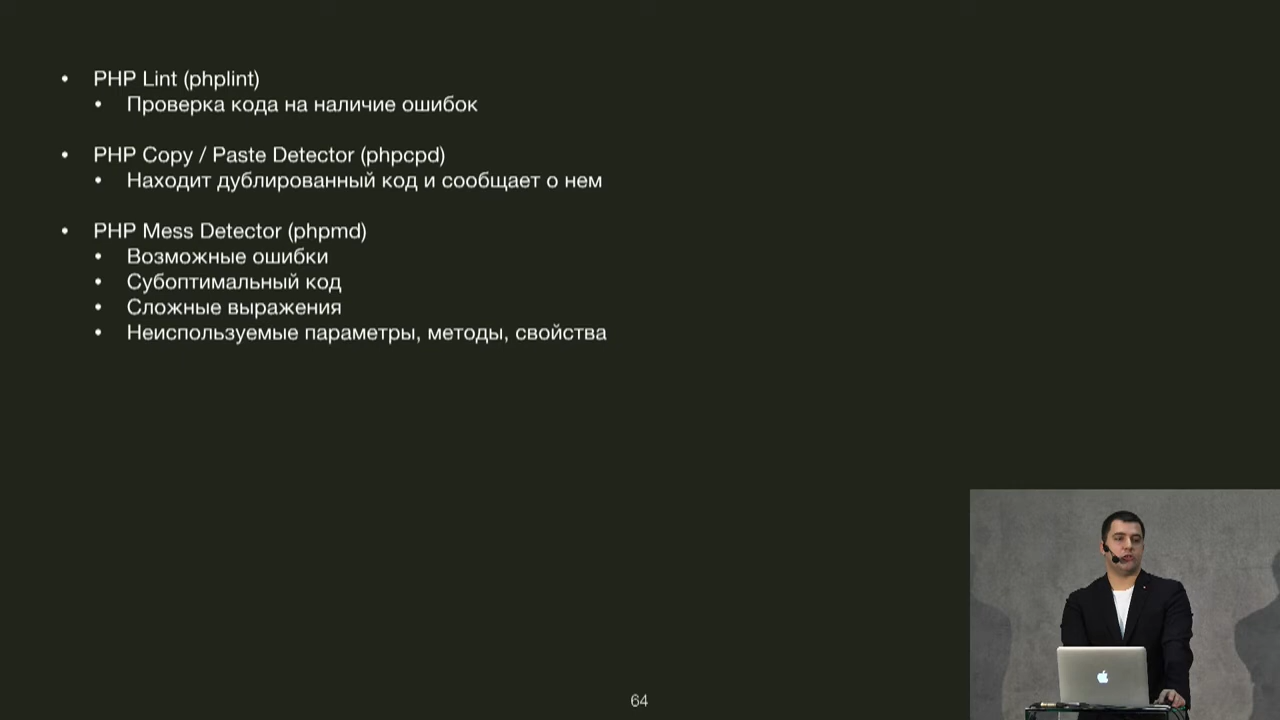 • PHP Lint (phplint)
• Проверка кода на наличие ошибок
• PHP Copy / Paste Detector (phpcpd)
• Находит дублированный код и сообщает о нем
• PHP Mess Detector (phpmd)
• Возможные ошибки
• Субоптимальный код
• Сложные выражения
• Неиспользуемые параметры, методы, свойства
64